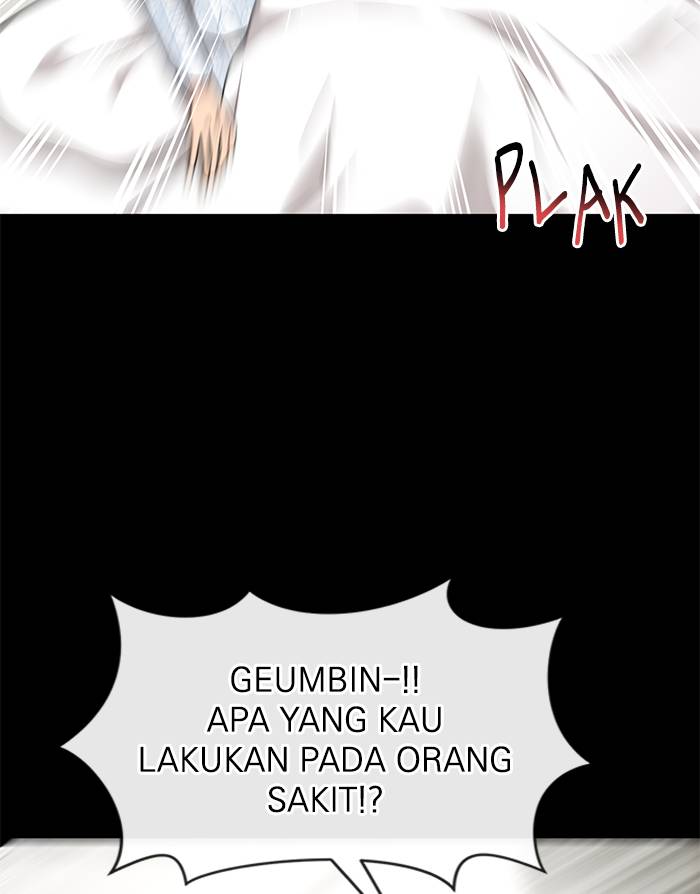 PLAK
GEUMBIN-!!
APA YANG KAU
LAKUKAN PADA ORANG
SAKIT!?